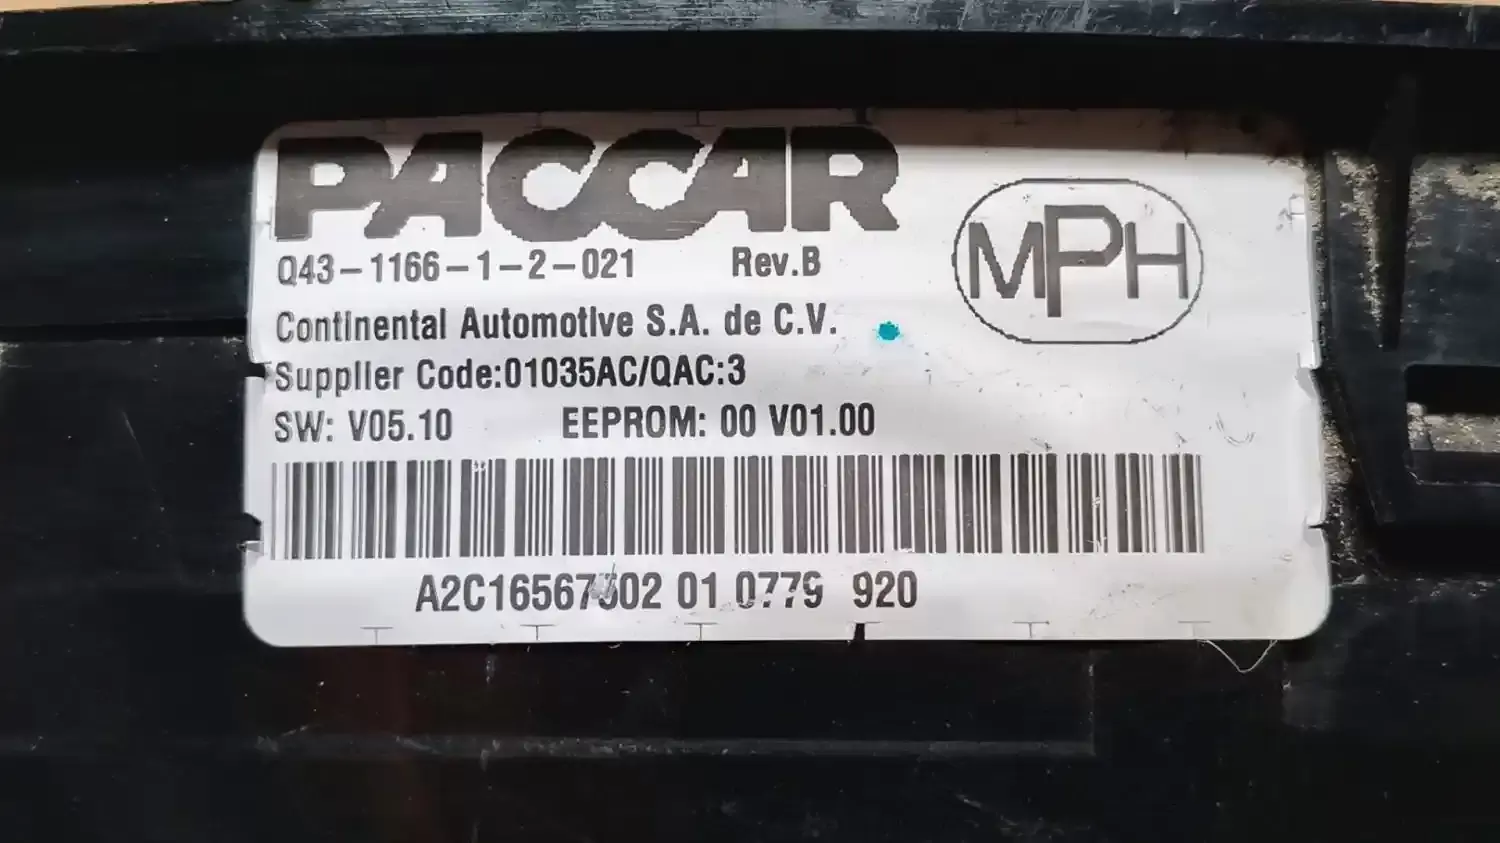 PACCAR
Q43-1166-1-2-021 Rev.B
MPH
Continental Automotive S.A. de C.V.
Supplier Code:01035AC/QAC:3
SW: V05.10 EEPROM: 00 V01.00
01 0779 920